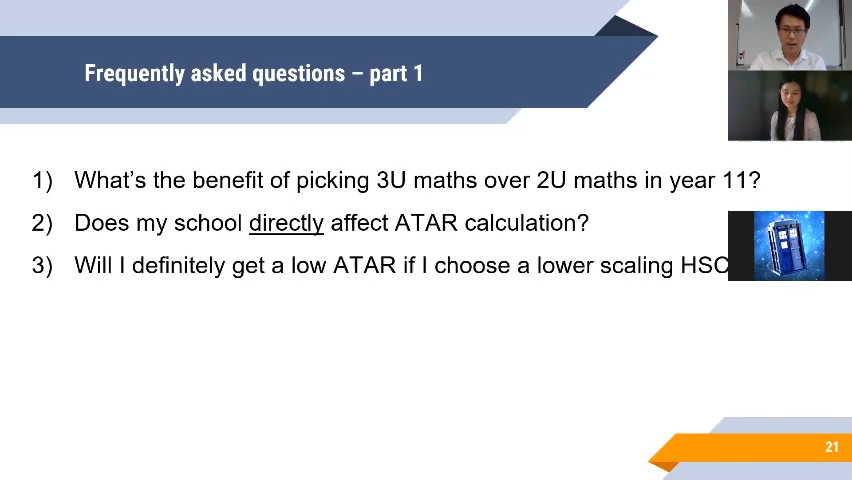 Frequently asked questions – part 1
1) What's the benefit of picking 3U maths over 2U maths in year 11?
2) Does my school directly affect ATAR calculation?
3) Will I definitely get a low ATAR if I choose a lower scaling HSC
21